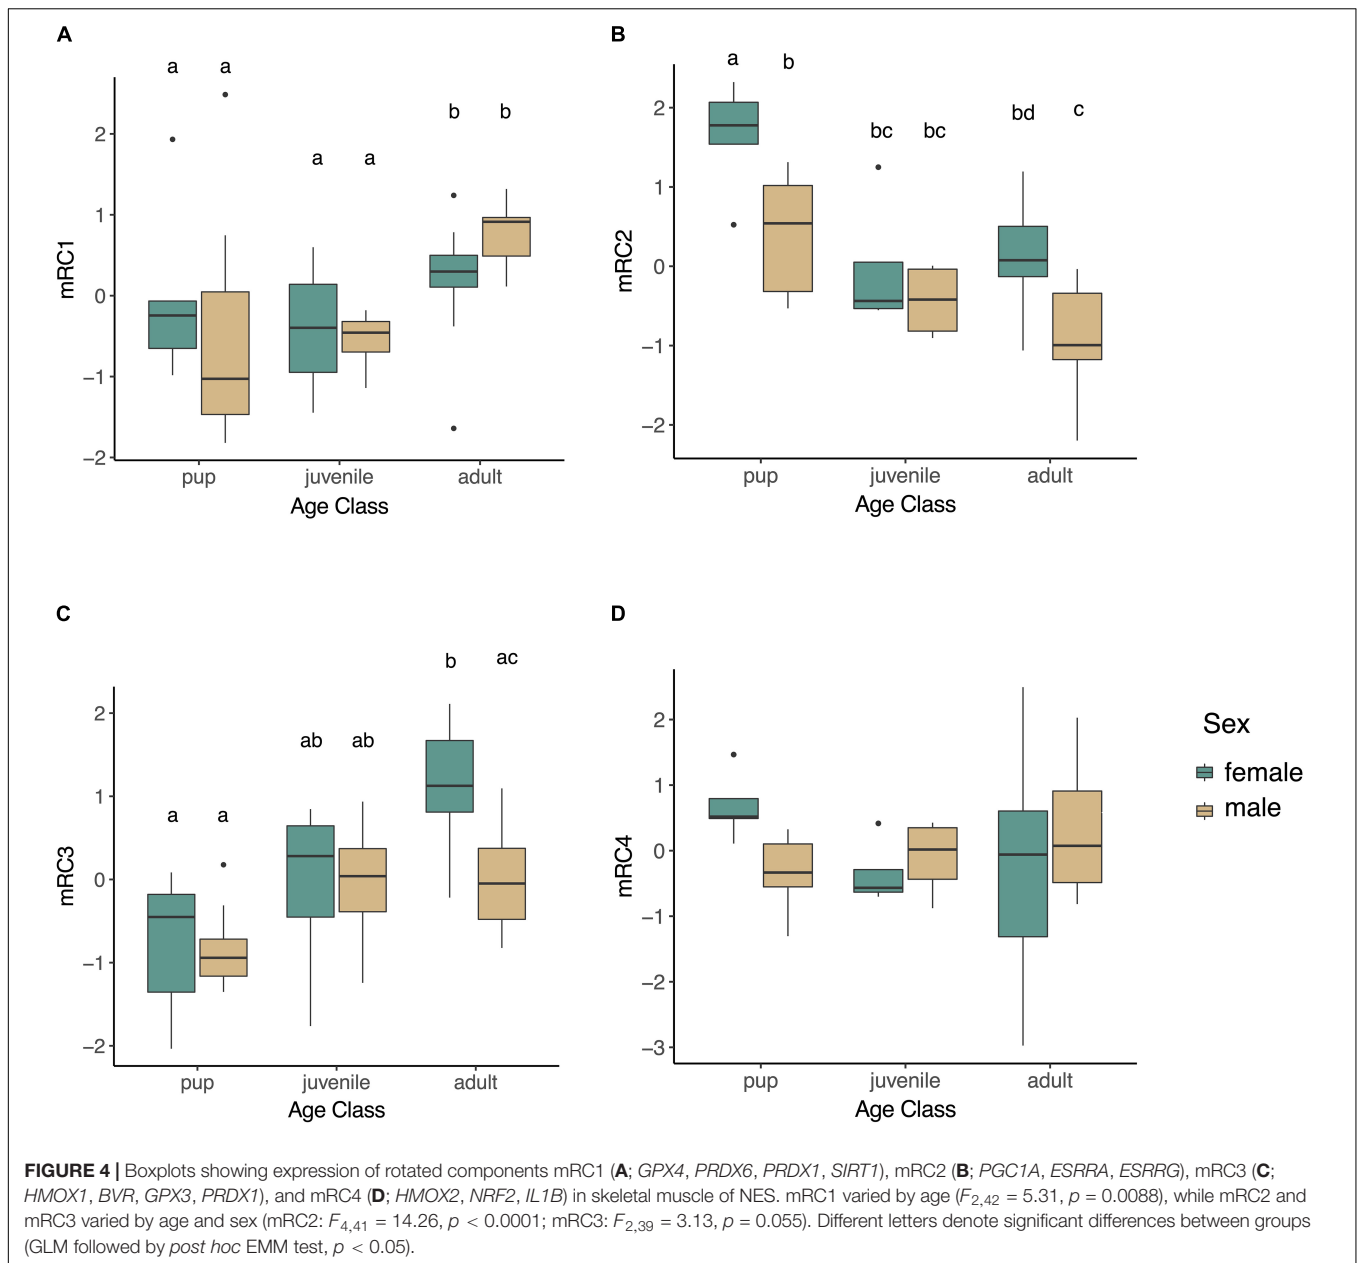 A
a a
a a
b b
2
1
0
−1
−2
mRC1
pup juvenile adult
Age Class
B
a b
bc bc
bd c
2
1
0
−1
−2
mRC2
pup juvenile adult
Age Class
C
a a
ab ab
b ac
2
1
0
−1
−2
mRC3
pup juvenile adult
Age Class
D
2
1
0
−1
−2
−3
mRC4
pup juvenile adult
Age Class
Sex
female
male
FIGURE 4 | Boxplots showing expression of rotated components mRC1 (A; GPX4, PRDX6, PRDX1, SIRT1), mRC2 (B; PGC1A, ESRRA, ESRRG), mRC3 (C;
HMOX1, BVR, GPX3, PRDX1), and mRC4 (D; HMOX2, NRF2, IL1B) in skeletal muscle of NES. mRC1 varied by age (F2,42 = 5.31, p = 0.0088), while mRC2 and
mRC3 varied by age and sex (mRC2: F4,41 = 14.26, p < 0.0001; mRC3: F2,39 = 3.13, p = 0.055). Different letters denote significant differences between groups
(GLM followed by post hoc EMM test, p < 0.05).